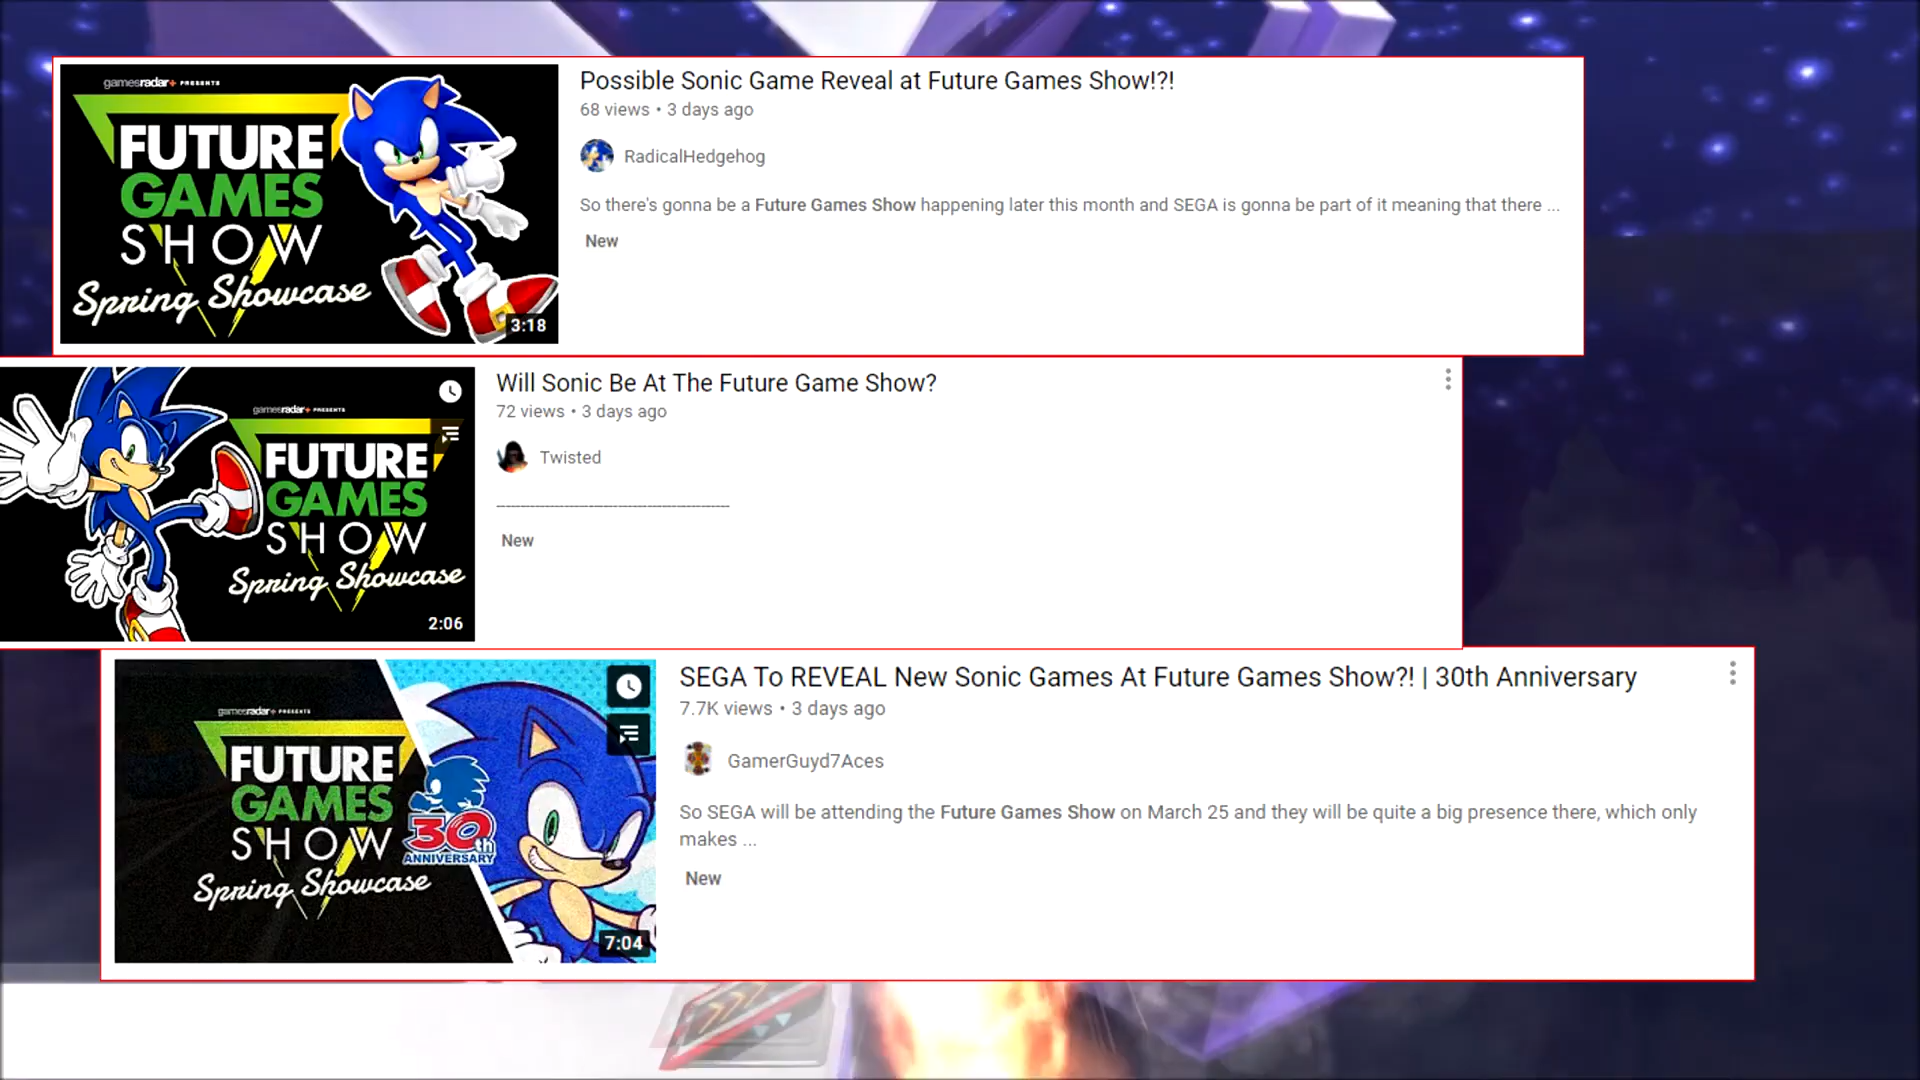 gamesradar+ PRESENTS
FUTURE
GAMES
SHOW
Spring Showcase
3:18
Possible Sonic Game Reveal at Future Games Show!?!
68 views • 3 days ago
RadicalHedgehog
So there's gonna be a Future Games Show happening later this month and SEGA is gonna be part of it meaning that there ...
New
gamesradar+ PRESENTS
FUTURE
GAMES
SHOW
Spring Showcase
2:06
Will Sonic Be At The Future Game Show?
72 views • 3 days ago
Twisted
New
gamesradar+ PRESENTS
FUTURE
GAMES
SHOW
Spring Showcase
30th
ANNIVERSARY
7:04
SEGA To REVEAL New Sonic Games At Future Games Show?! | 30th Anniversary
7.7K views • 3 days ago
GamerGuyd7Aces
So SEGA will be attending the Future Games Show on March 25 and they will be quite a big presence there, which only
makes ...
New